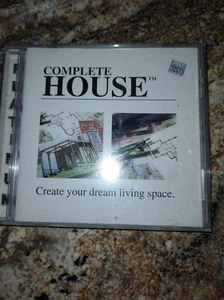 COMPLETE
HOUSE™
Create your dream living space.